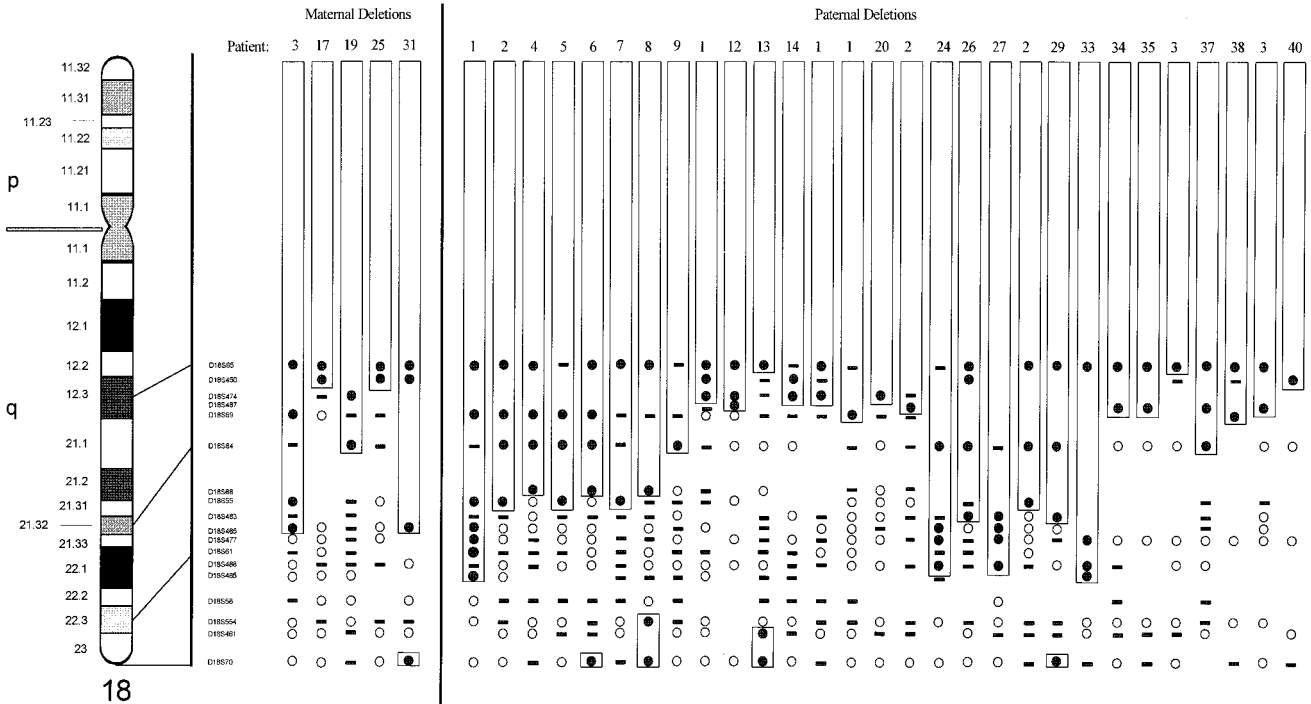 Maternal Deletions Paternal Deletions
Patient: 3 17 19 25 31 1 2 4 5 6 7 8 9 1 12 13 14 1 1 20 2 24 26 27 2 29 33 34 35 3 37 38 3 40
11.32
11.31
11.23
11.22
11.21
p
11.1
11.1
11.2
12.1
12.2 D18S65
D18S450
12.3 D18S474
D18S487
q
D18S69
21.1 D18S64
21.2
D18S68
21.31 D18S55
D18S483
21.32 D18S465
D18S477
21.33
D18S61
22.1 D18S488
D18S485
22.2 D18S58
22.3 D18S554
D18S461
23
D18S70
18